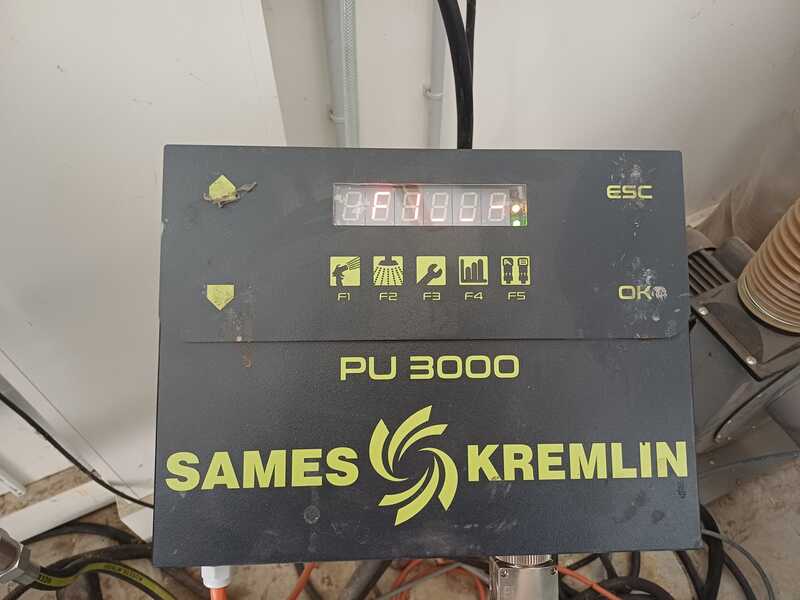 ESC
A B
F1 F2 F3 F4 F5
OK
PU 3000
SAMES KREMLIN